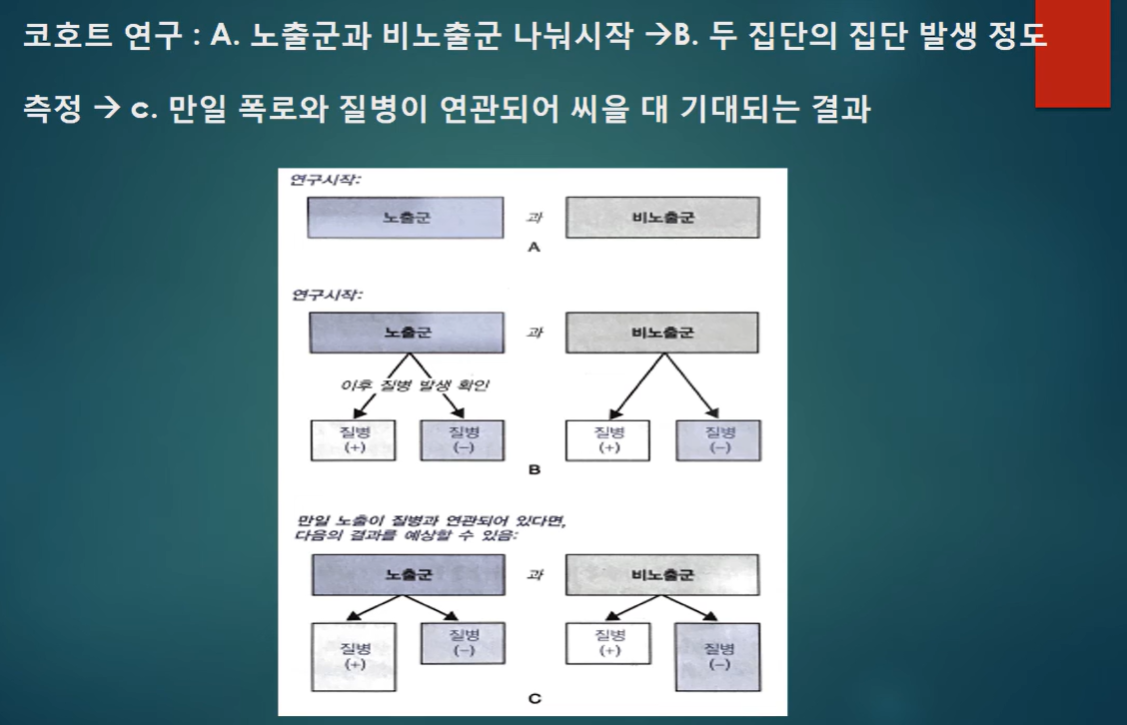 코호트 연구 : A. 노출군과 비노출군 나눠시작 →B. 두 집단의 집단 발생 정도
측정 → c. 만일 폭로와 질병이 연관되어 씨을 대 기대되는 결과
연구시작:
노출군 과 비노출군
A
연구시작:
노출군 과 비노출군
이후 질병 발생 확인
질병 질병 질병 질병
(+) (−) (+) (−)
B
만일 노출이 질병과 연관되어 있다면,
다음의 결과를 예상할 수 있음:
노출군 과 비노출군
질병 질병 질병 질병
(+) (−) (+) (−)
C